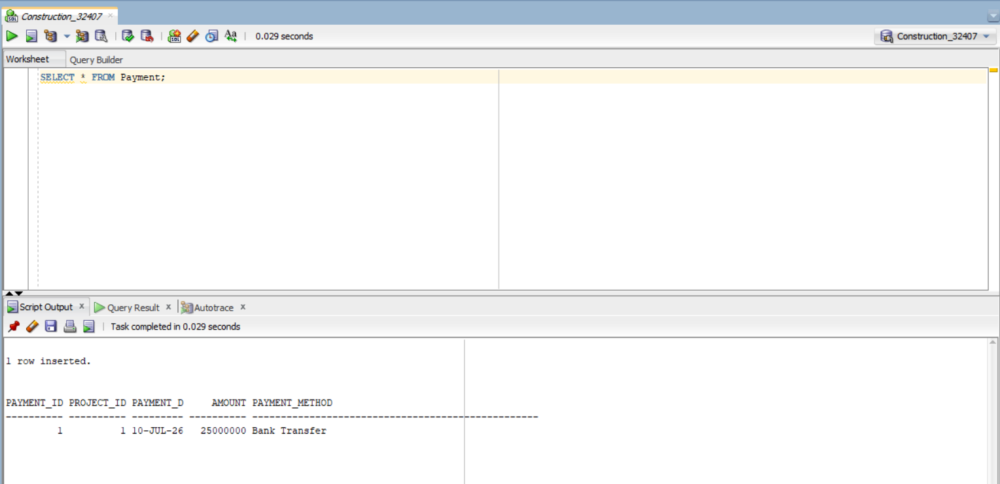 Construction_32407
0.029 seconds
Construction_32407
Worksheet Query Builder
SELECT * FROM Payment;
Script Output x Query Result x Autotrace x
Task completed in 0.029 seconds
1 row inserted.
PAYMENT_ID PROJECT_ID PAYMENT_D     AMOUNT PAYMENT_METHOD
---------- ---------- --------- ---------- --------------------------------------------------
         1          1 10-JUL-26   25000000 Bank Transfer